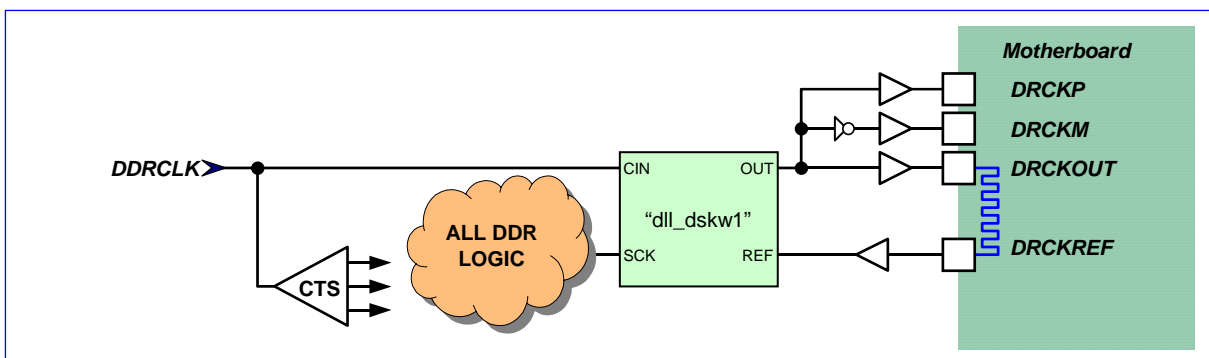 Motherboard
DRCKP
DRCKM
DDRCLK
CIN
OUT
DRCKOUT
"dll_dskw1"
ALL DDR
LOGIC
SCK
REF
DRCKREF
CTS